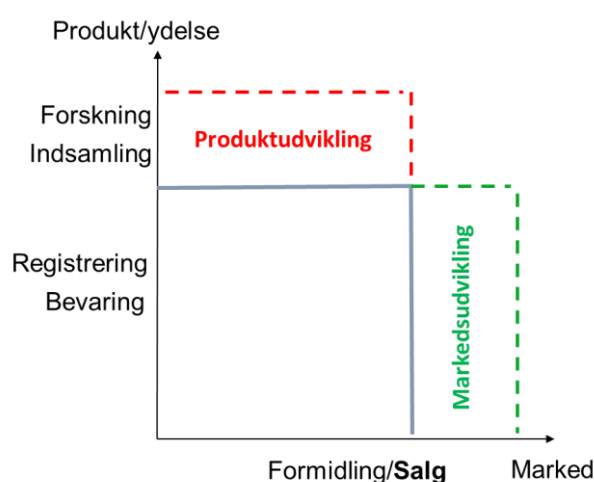 Produkt/ydelse
Forskning
Indsamling
Produktudvikling
Registrering
Bevaring
Markedsudvikling
Formidling/Salg
Marked